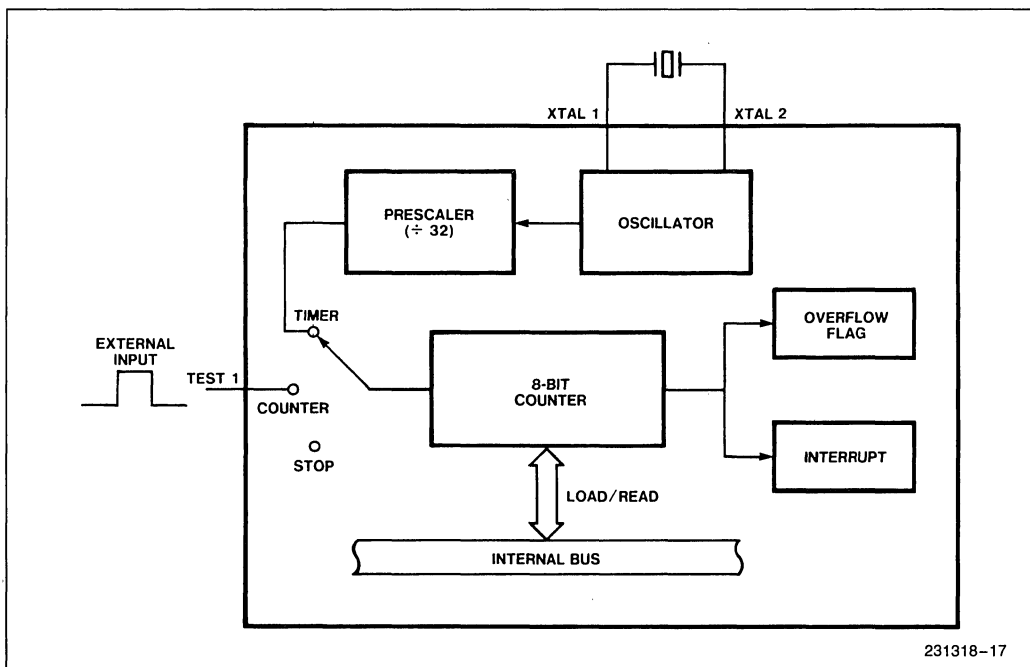 XTAL 1
XTAL 2
PRESCALER
(÷ 32)
OSCILLATOR
TIMER
OVERFLOW
FLAG
EXTERNAL
INPUT
TEST 1
8-BIT
COUNTER
COUNTER
STOP
INTERRUPT
LOAD/READ
INTERNAL BUS
231318-17